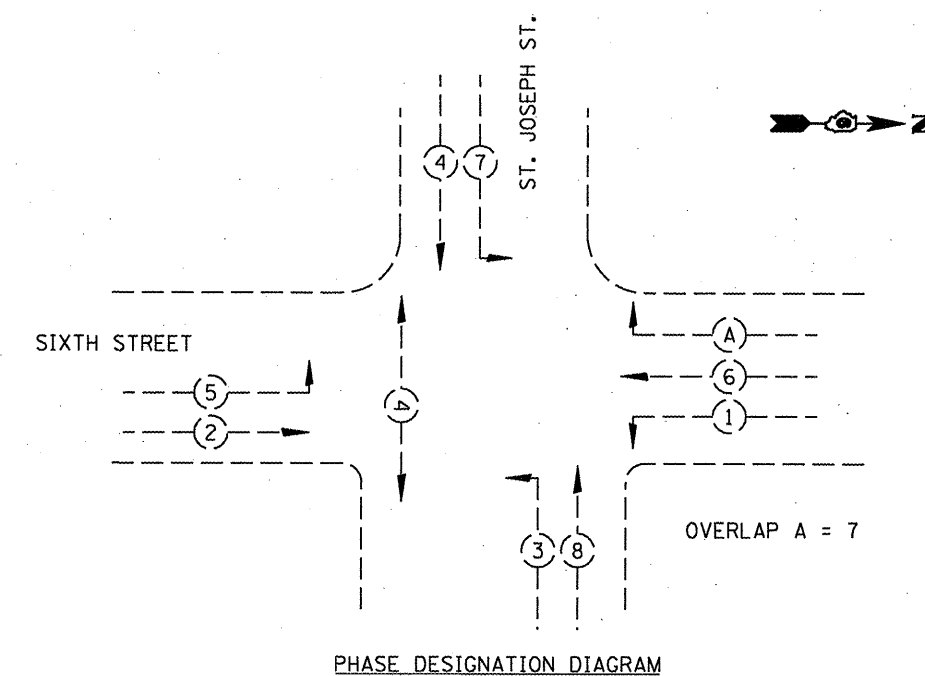 ST. JOSEPH ST.
N
4
7
SIXTH STREET
A
5
6
4
2
1
3
8
OVERLAP A = 7
PHASE DESIGNATION DIAGRAM